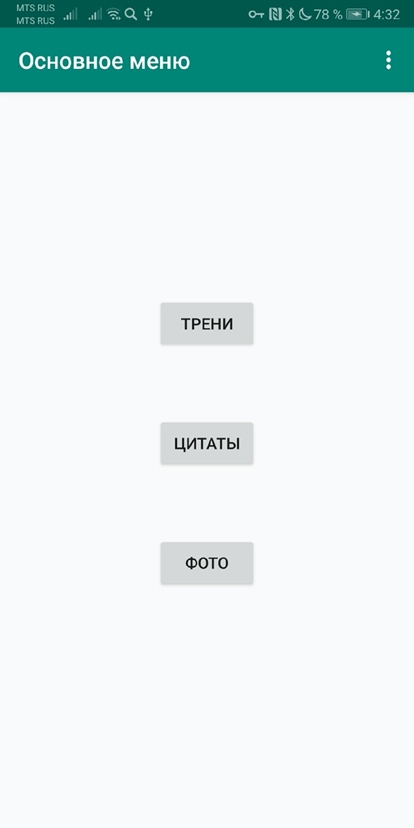 MTS RUS
MTS RUS
78 %
4:32
Основное меню
ТРЕНИ
ЦИТАТЫ
ФОТО